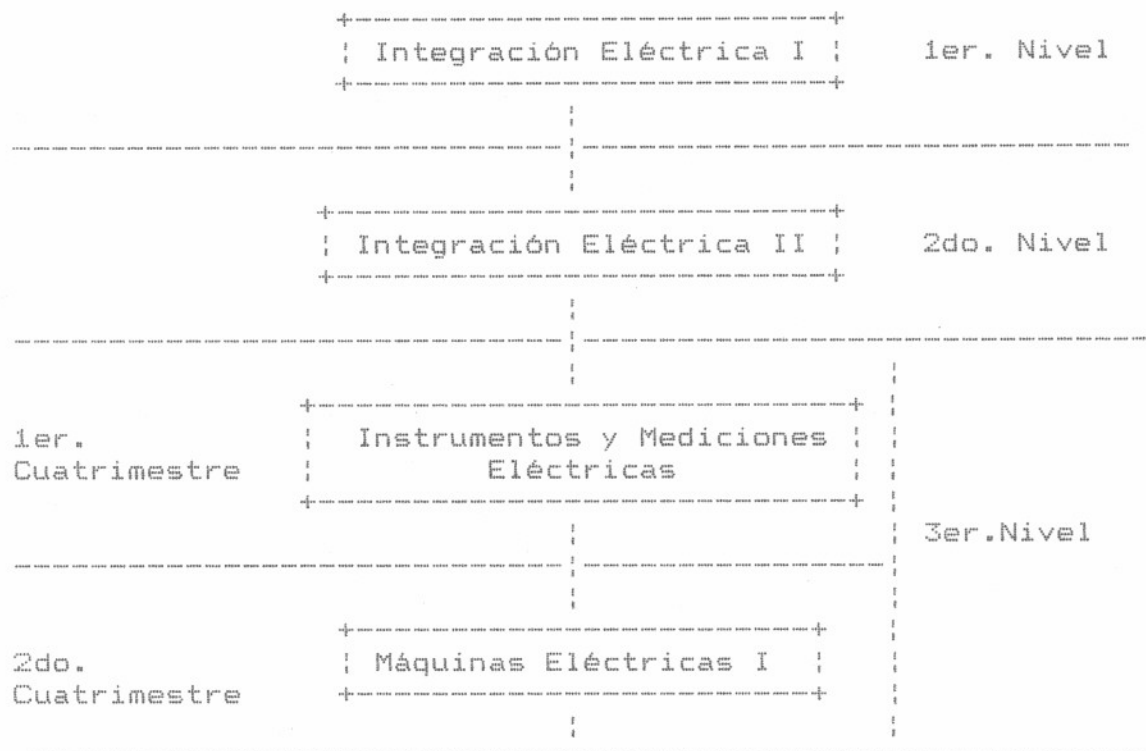 Integración Eléctrica I 1er. Nivel
Integración Eléctrica II 2do. Nivel
1er. Instrumentos y Mediciones
Cuatrimestre Eléctricas
3er.Nivel
2do. Máquinas Eléctricas I
Cuatrimestre